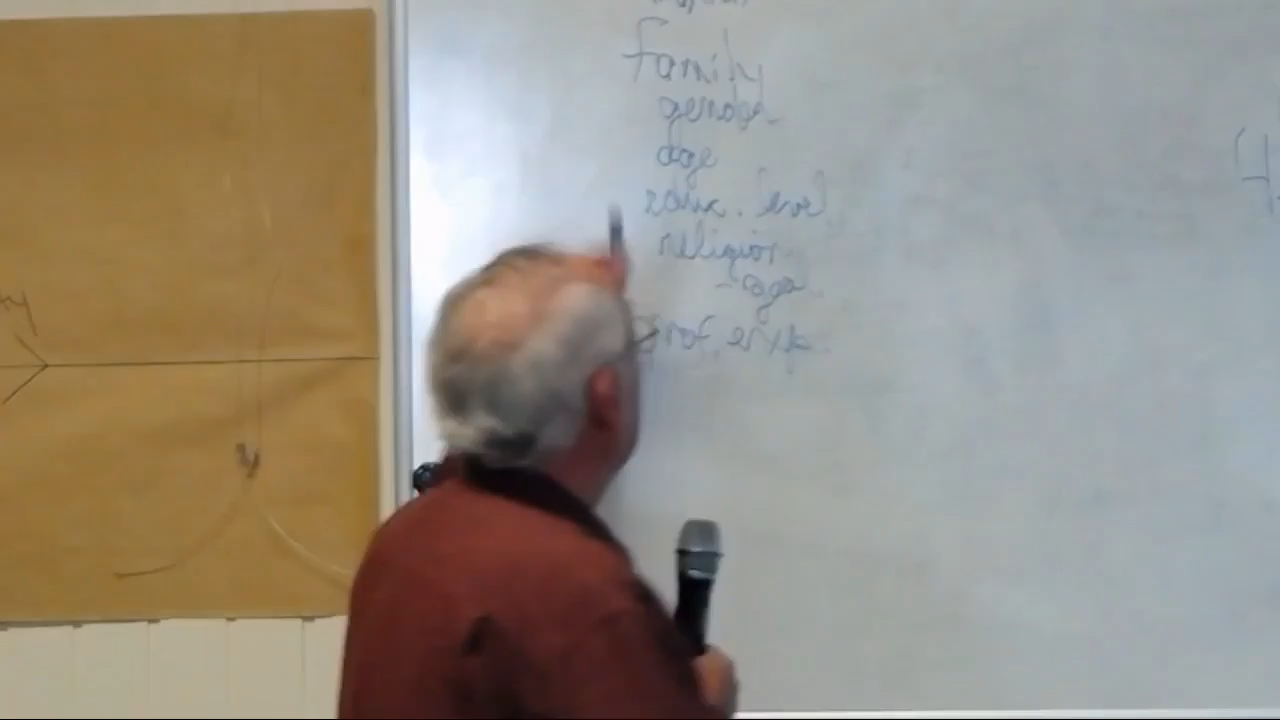 family
gender
age
educ. level
religion
prof. exp.